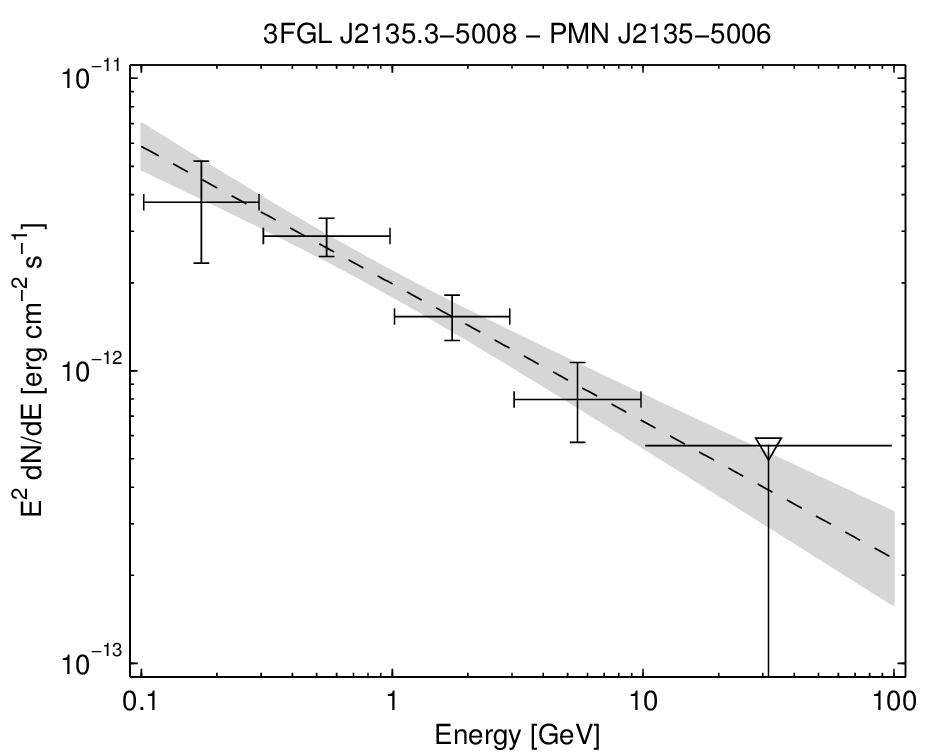 3FGL J2135.3−5008 − PMN J2135−5006
10⁻¹¹
10⁻¹²
10⁻¹³
E² dN/dE [erg cm⁻² s⁻¹]
0.1 1 10 100
Energy [GeV]